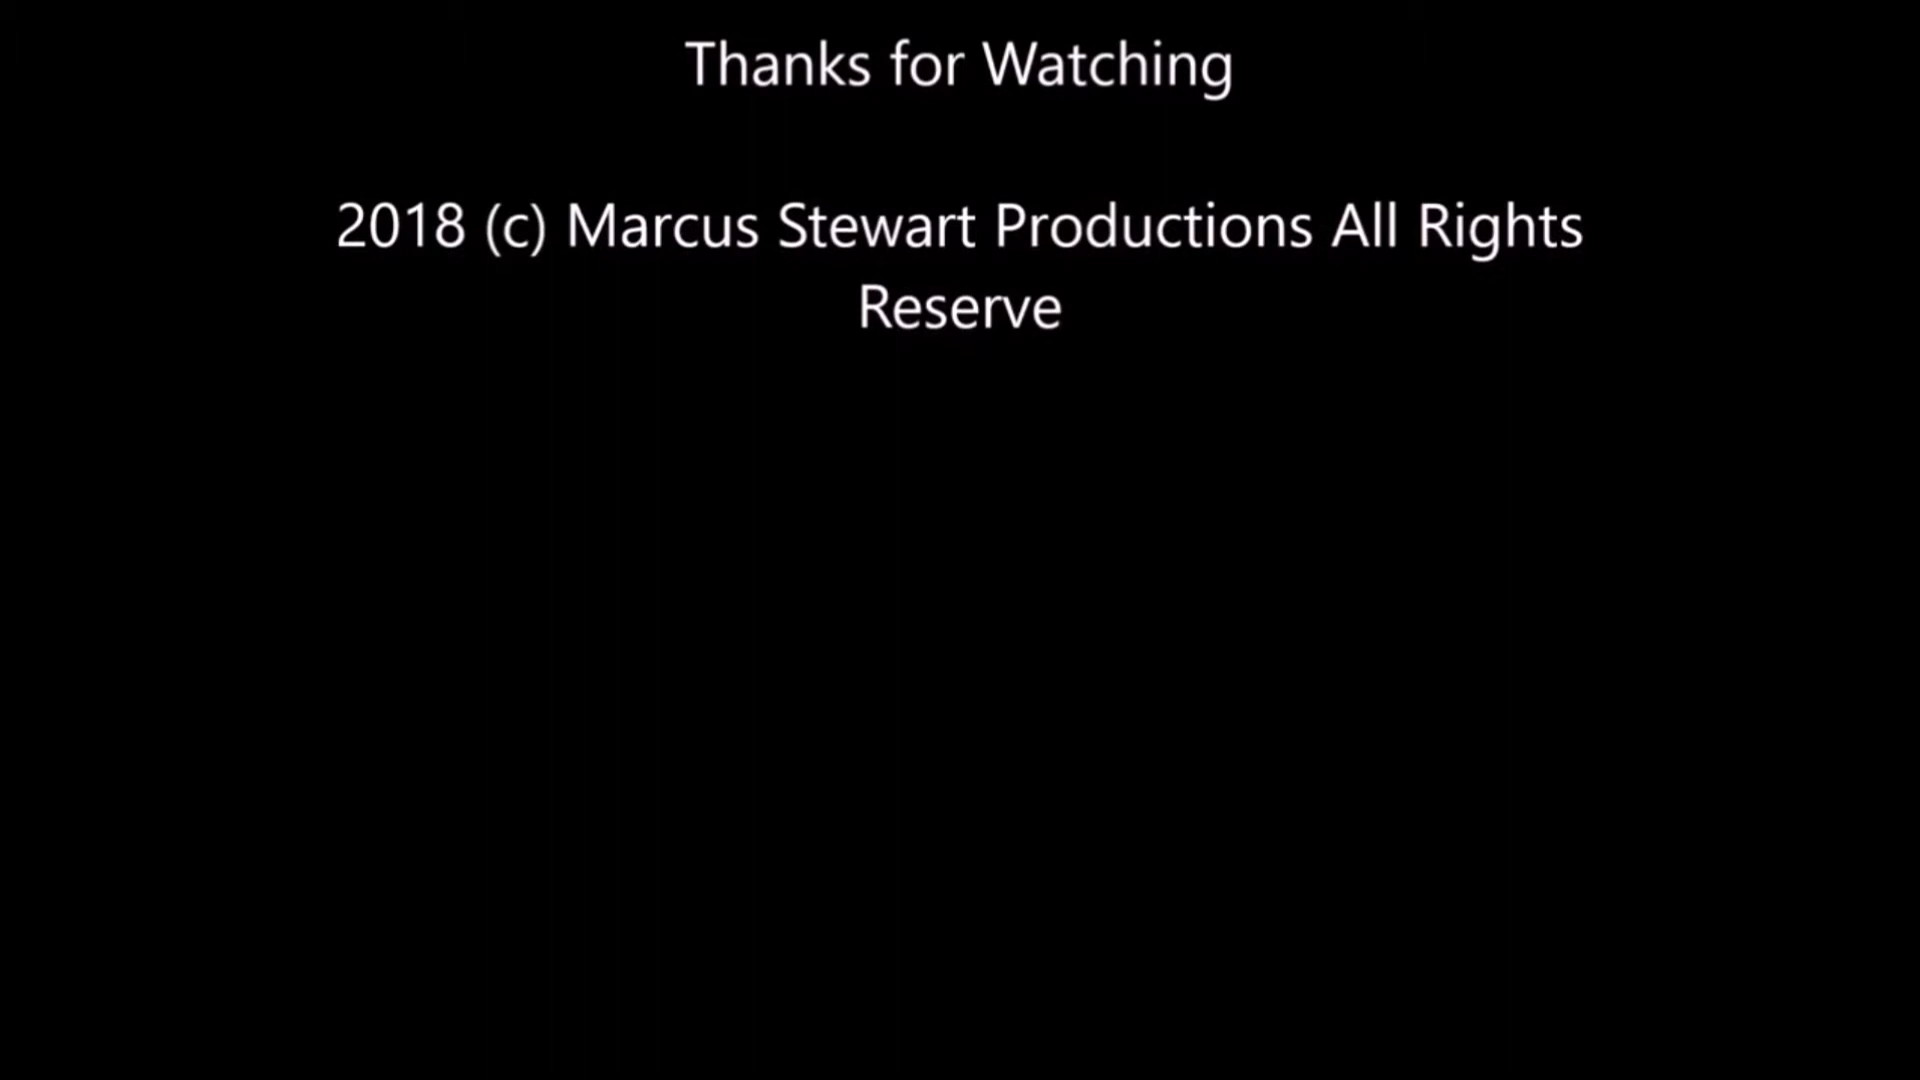 Thanks for Watching
2018 (c) Marcus Stewart Productions All Rights
Reserve